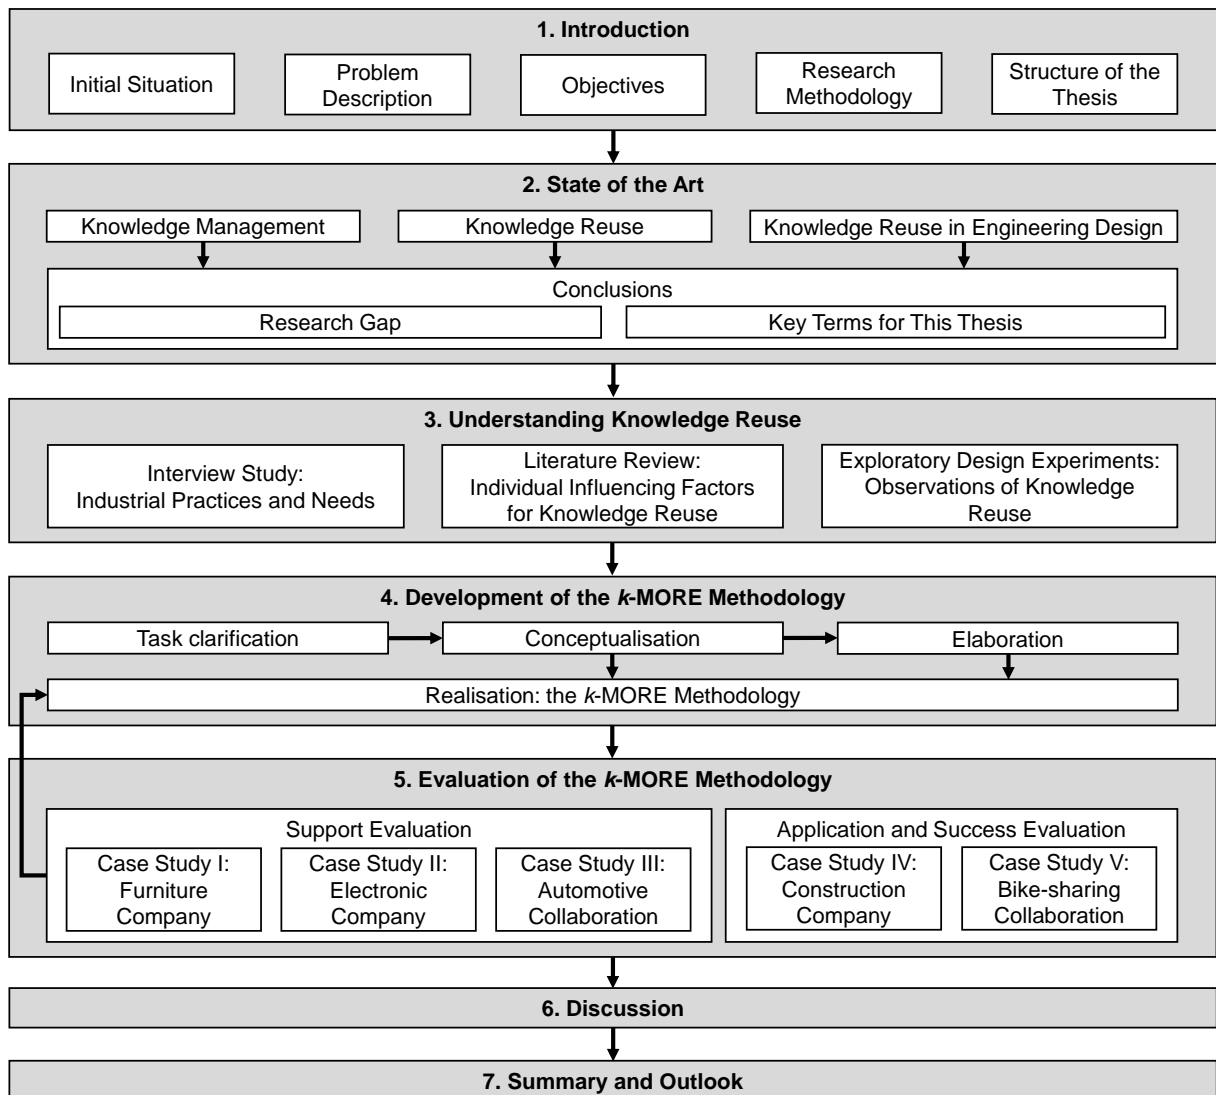 1. Introduction
Initial Situation
Problem
Description
Objectives
Research
Methodology
Structure of the
Thesis
2. State of the Art
Knowledge Management
Knowledge Reuse
Knowledge Reuse in Engineering Design
Conclusions
Research Gap
Key Terms for This Thesis
3. Understanding Knowledge Reuse
Interview Study:
Industrial Practices and Needs
Literature Review:
Individual Influencing Factors
for Knowledge Reuse
Exploratory Design Experiments:
Observations of Knowledge
Reuse
4. Development of the k-MORE Methodology
Task clarification
Conceptualisation
Elaboration
Realisation: the k-MORE Methodology
5. Evaluation of the k-MORE Methodology
Support Evaluation
Case Study I:
Furniture
Company
Case Study II:
Electronic
Company
Case Study III:
Automotive
Collaboration
Application and Success Evaluation
Case Study IV:
Construction
Company
Case Study V:
Bike-sharing
Collaboration
6. Discussion
7. Summary and Outlook